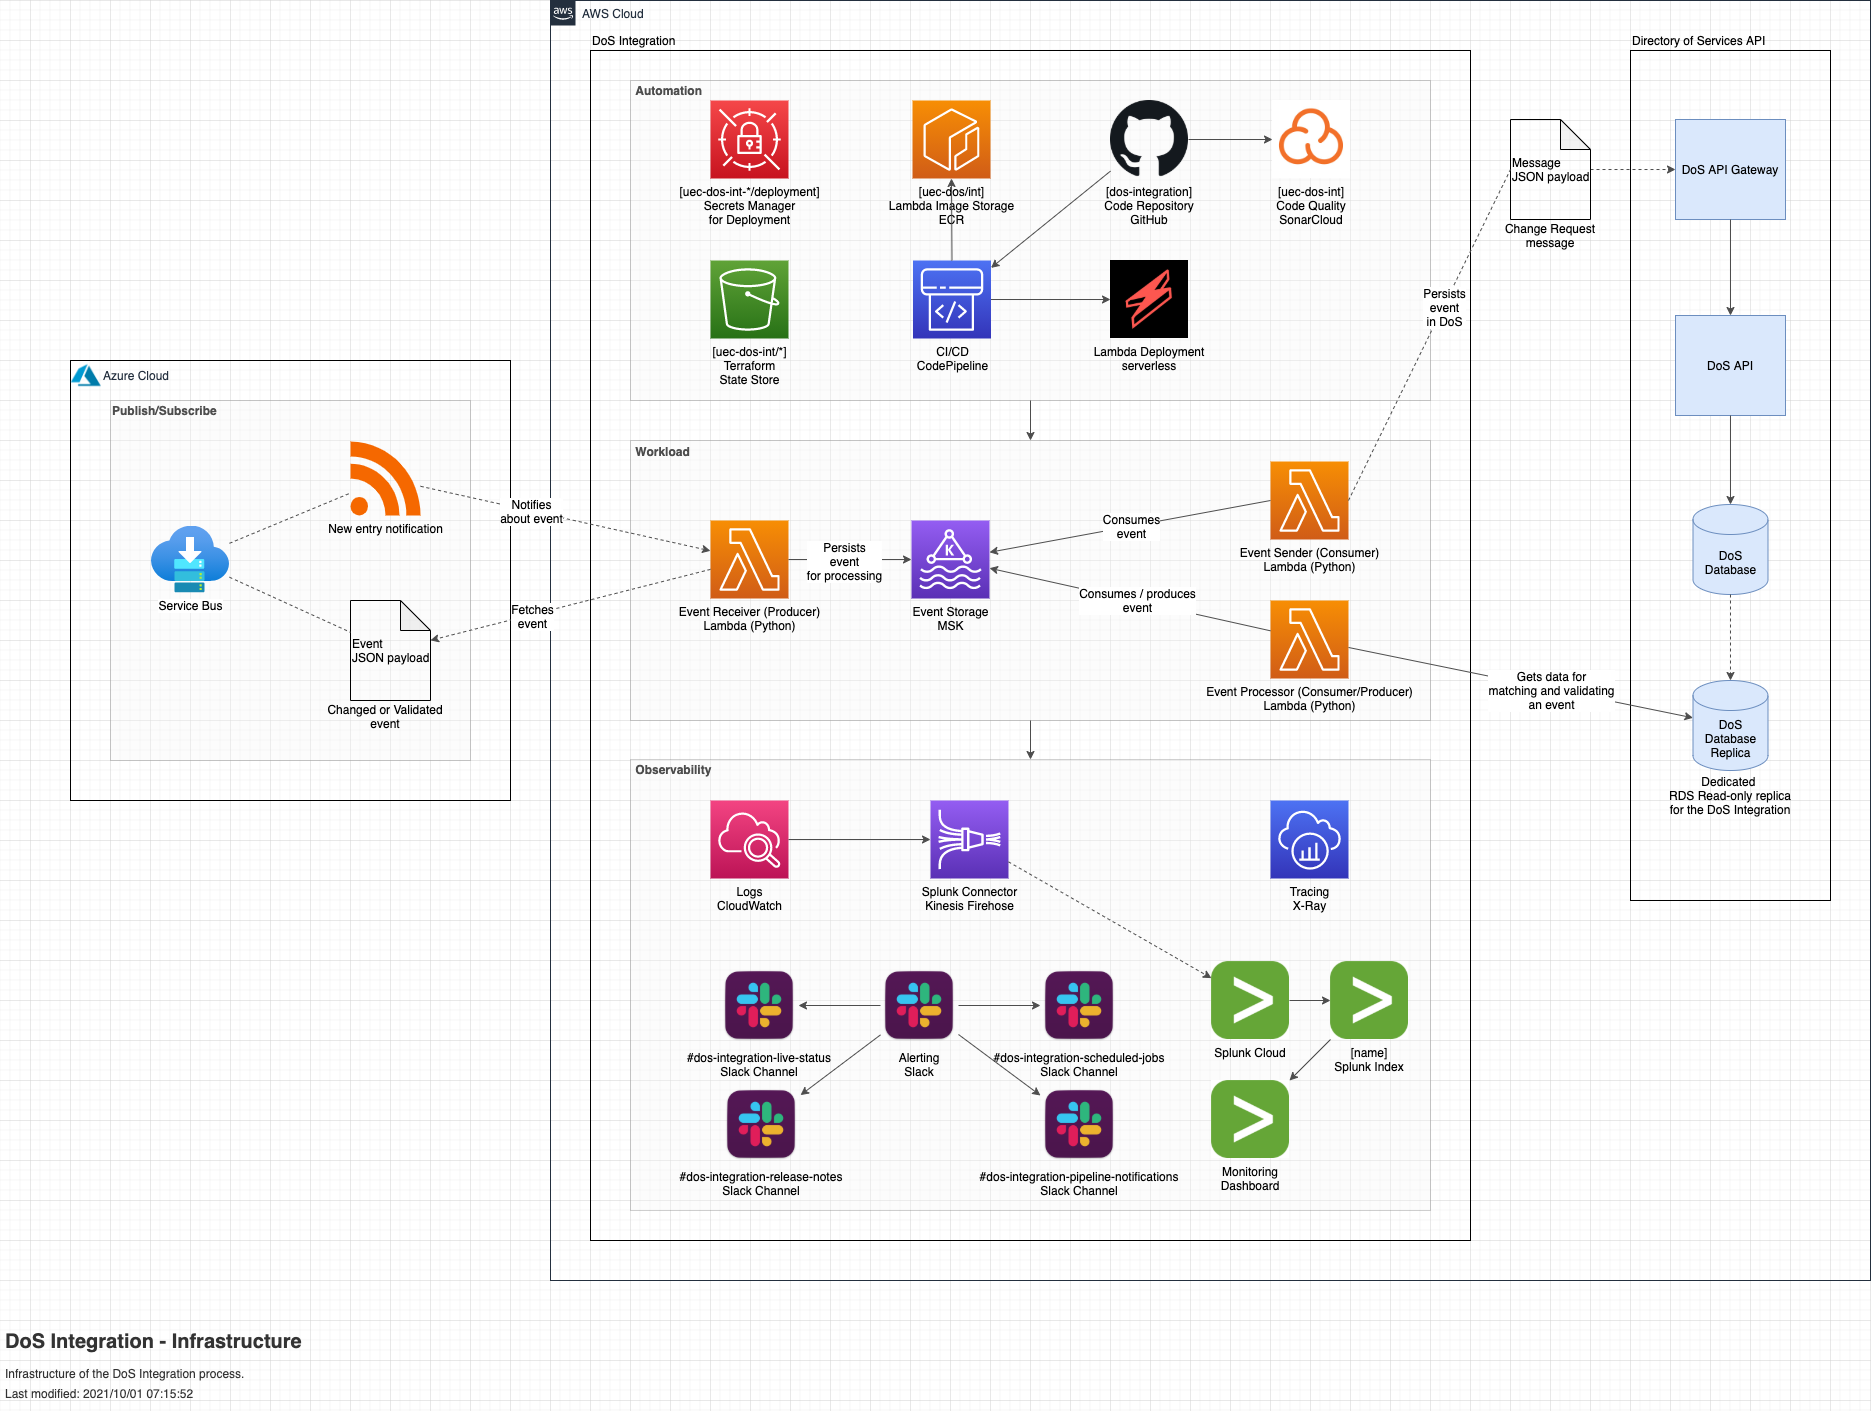 aws
AWS Cloud
DoS Integration
Directory of Services API
Automation
[uec-dos-int-*/deployment]
Secrets Manager
for Deployment
[uec-dos/int]
Lambda Image Storage
ECR
[dos-integration]
Code Repository
GitHub
[uec-dos-int]
Code Quality
SonarCloud
Message
JSON payload
Change Request
message
DoS API Gateway
[uec-dos-int/*]
Terraform
State Store
CI/CD
CodePipeline
Lambda Deployment
serverless
Persists
event
in DoS
DoS API
Azure Cloud
Publish/Subscribe
New entry notification
Service Bus
Event
JSON payload
Changed or Validated
event
Notifies
about event
Fetches
event
Workload
Event Receiver (Producer)
Lambda (Python)
Persists
event
for processing
K
Event Storage
MSK
Consumes
event
Event Sender (Consumer)
Lambda (Python)
Consumes / produces
event
Event Processor (Consumer/Producer)
Lambda (Python)
Gets data for
matching and validating
an event
DoS
Database
DoS
Database
Replica
Dedicated
RDS Read-only replica
for the DoS Integration
Observability
Logs
CloudWatch
Splunk Connector
Kinesis Firehose
Tracing
X-Ray
#dos-integration-live-status
Slack Channel
Alerting
Slack
#dos-integration-scheduled-jobs
Slack Channel
Splunk Cloud
[name]
Splunk Index
#dos-integration-release-notes
Slack Channel
#dos-integration-pipeline-notifications
Slack Channel
Monitoring
Dashboard
DoS Integration - Infrastructure
Infrastructure of the DoS Integration process.
Last modified: 2021/10/01 07:15:52